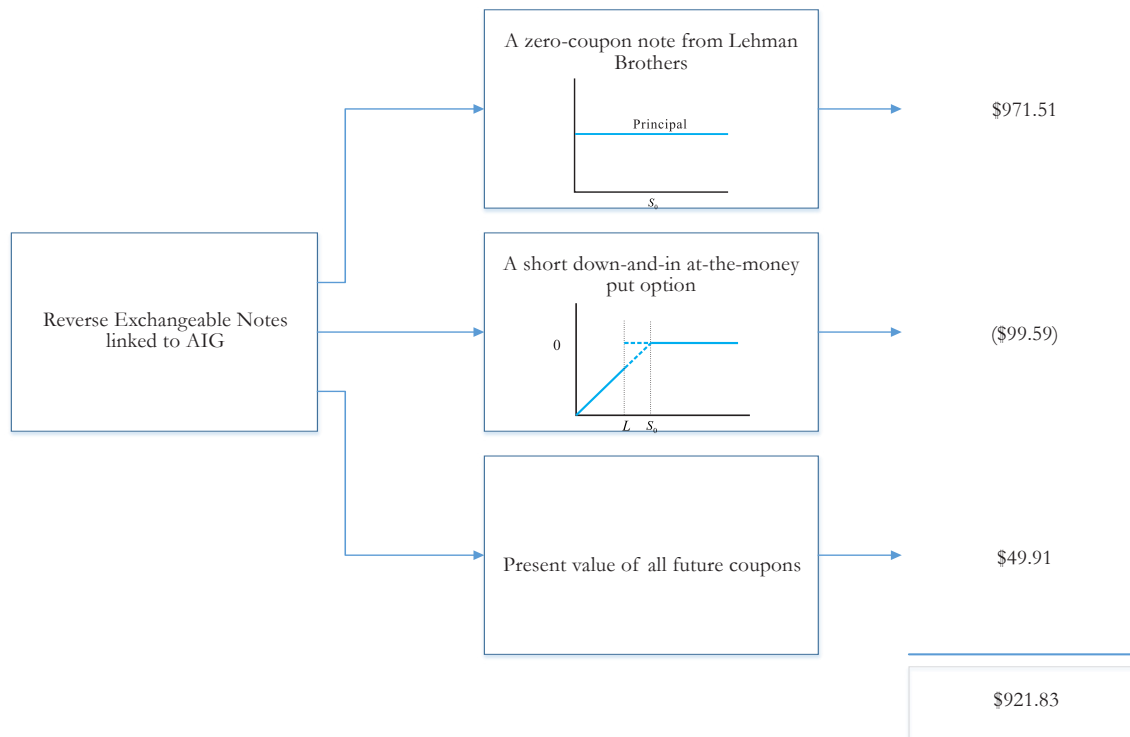 A zero-coupon note from Lehman
Brothers
Principal
S₀
$971.51
Reverse Exchangeable Notes
linked to AIG
A short down-and-in at-the-money
put option
0
L S₀
($99.59)
Present value of all future coupons
$49.91
$921.83